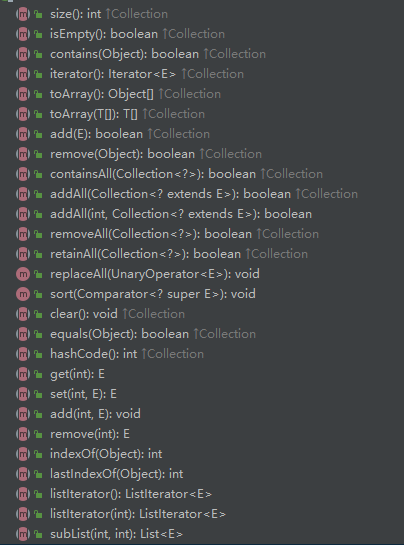 size(): int ↑Collection
isEmpty(): boolean ↑Collection
contains(Object): boolean ↑Collection
iterator(): Iterator<E> ↑Collection
toArray(): Object[] ↑Collection
toArray(T[]): T[] ↑Collection
add(E): boolean ↑Collection
remove(Object): boolean ↑Collection
containsAll(Collection<?>): boolean ↑Collection
addAll(Collection<? extends E>): boolean ↑Collection
addAll(int, Collection<? extends E>): boolean
removeAll(Collection<?>): boolean ↑Collection
retainAll(Collection<?>): boolean ↑Collection
replaceAll(UnaryOperator<E>): void
sort(Comparator<? super E>): void
clear(): void ↑Collection
equals(Object): boolean ↑Collection
hashCode(): int ↑Collection
get(int): E
set(int, E): E
add(int, E): void
remove(int): E
indexOf(Object): int
lastIndexOf(Object): int
listIterator(): ListIterator<E>
listIterator(int): ListIterator<E>
subList(int, int): List<E>